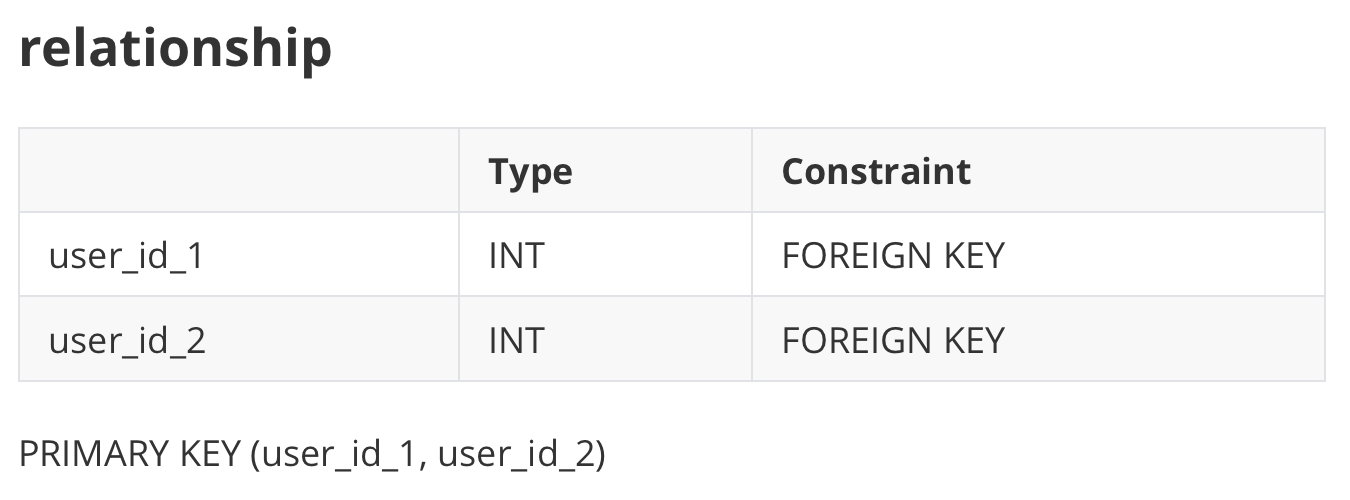 relationship
Type Constraint
user_id_1 INT FOREIGN KEY
user_id_2 INT FOREIGN KEY
PRIMARY KEY (user_id_1, user_id_2)